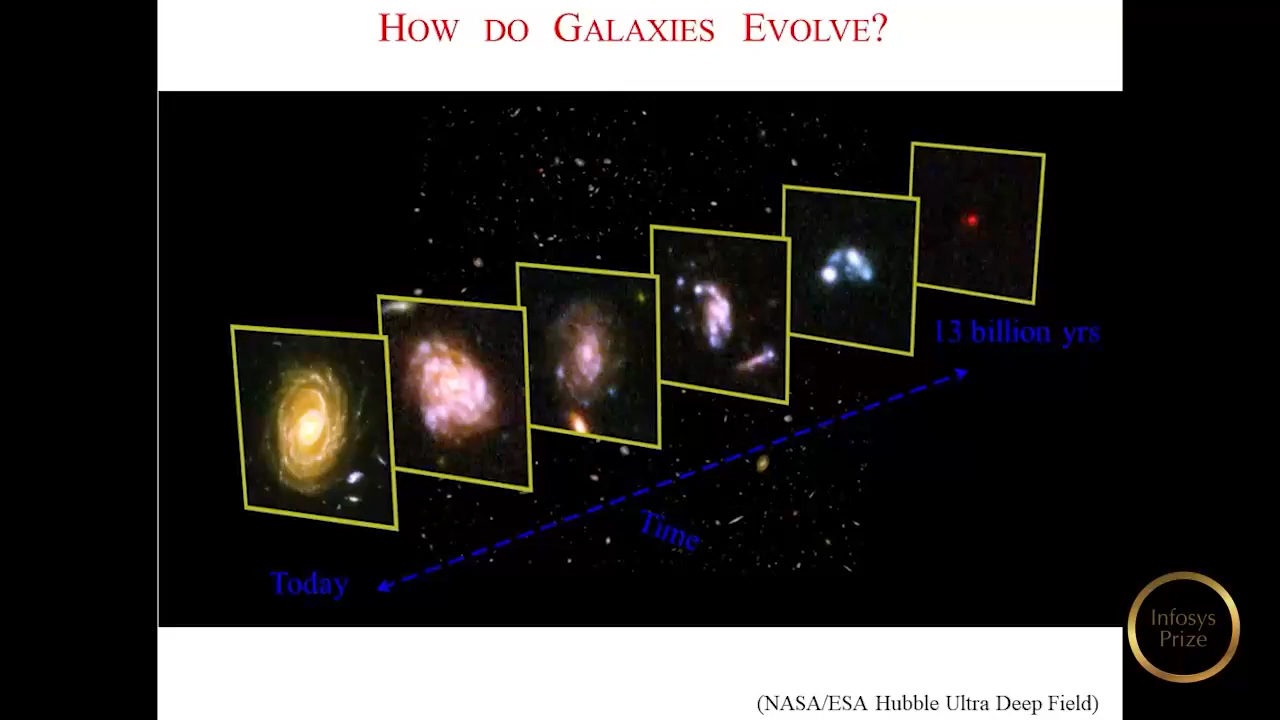 HOW DO GALAXIES EVOLVE?
13 billion yrs
Time
Today
Infosys
Prize
(NASA/ESA Hubble Ultra Deep Field)